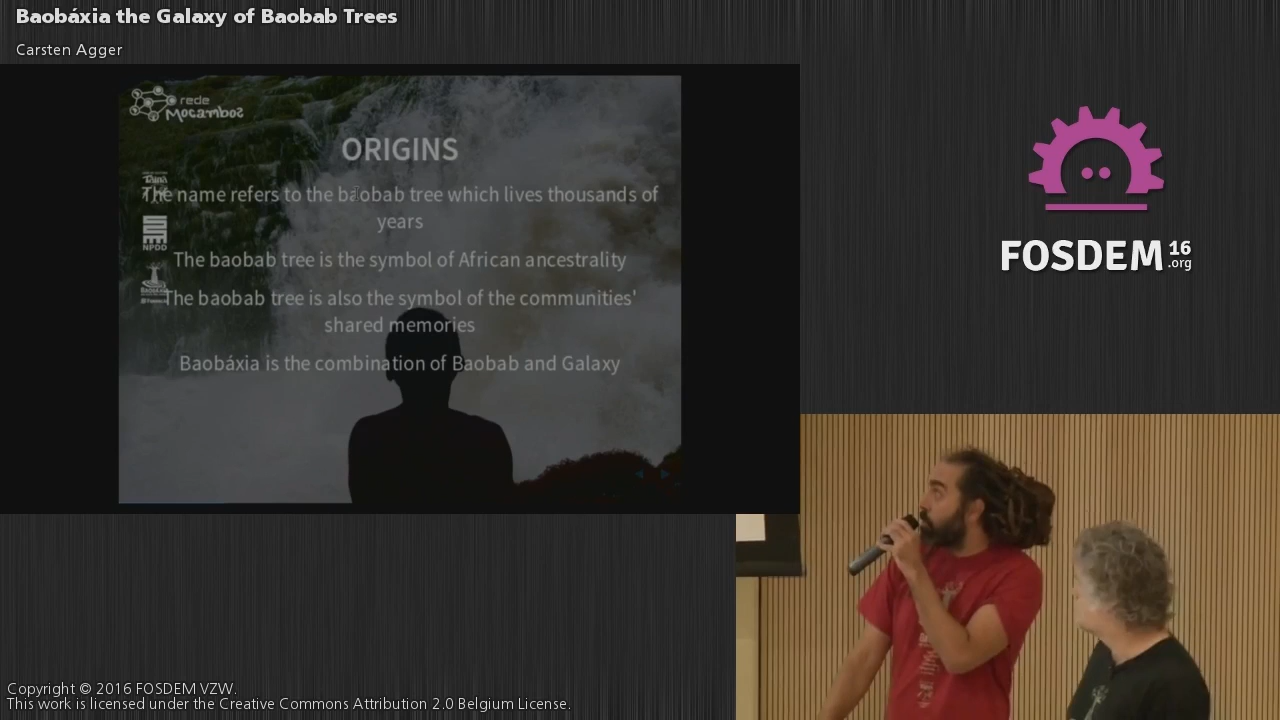 Baobáxia the Galaxy of Baobab Trees
Carsten Agger
rede
Mocambos
ORIGINS
The name refers to the baobab tree which lives thousands of
years
The baobab tree is the symbol of African ancestrality
The baobab tree is also the symbol of the communities'
shared memories
Baobáxia is the combination of Baobab and Galaxy
NPDD
FOSDEM 16
.org
Copyright © 2016 FOSDEM VZW.
This work is licensed under the Creative Commons Attribution 2.0 Belgium License.